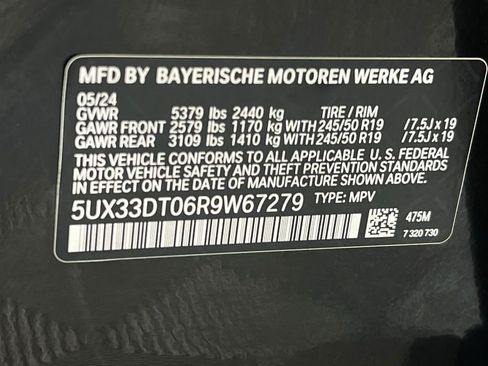 MFD BY BAYERISCHE MOTOREN WERKE AG
05/24
GVWR 5379 lbs 2440 kg TIRE / RIM
GAWR FRONT 2579 lbs 1170 kg WITH 245/50 R19 /7.5J x 19
GAWR REAR 3109 lbs 1410 kg WITH 245/50 R19 /7.5J x 19
THIS VEHICLE CONFORMS TO ALL APPLICABLE U.S. FEDERAL
MOTOR VEHICLE SAFETY AND THEFT PREVENTION STANDARDS
IN EFFECT ON THE DATE OF MANUFACTURE SHOWN ABOVE.
5UX33DT06R9W67279 TYPE: MPV
475M
7 320 730